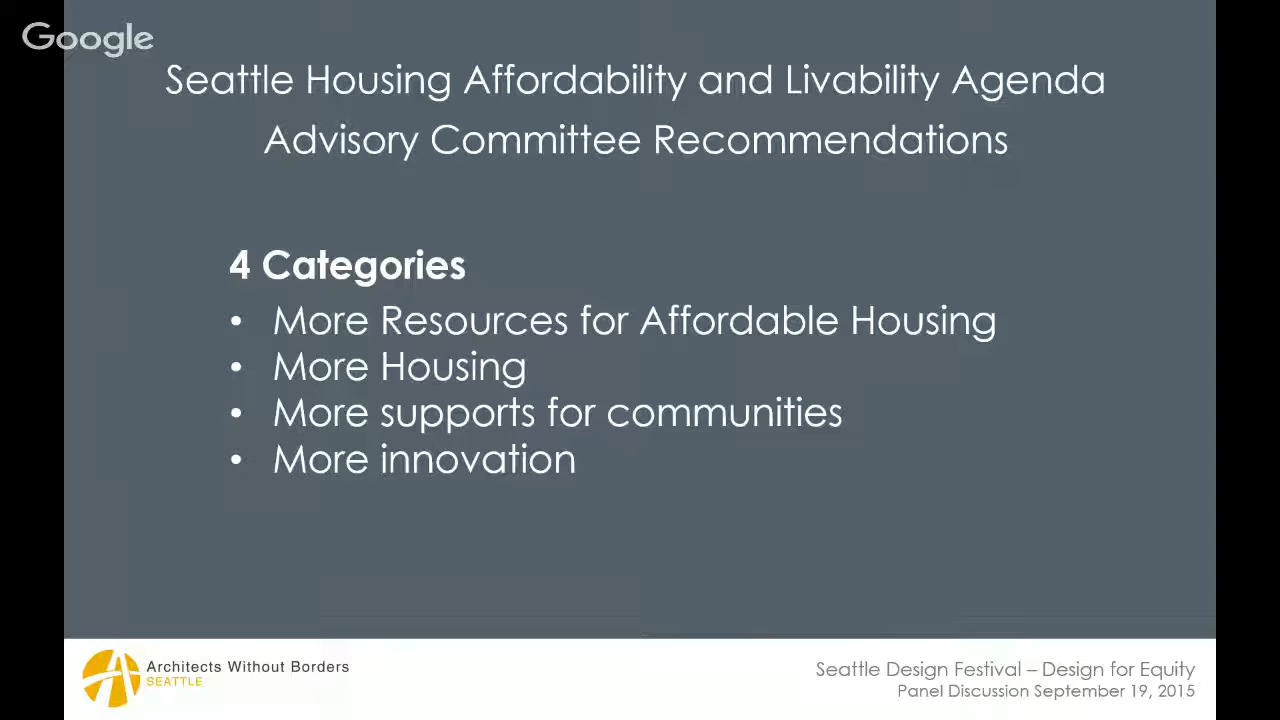 Google
Seattle Housing Affordability and Livability Agenda
Advisory Committee Recommendations
4 Categories
• More Resources for Affordable Housing
• More Housing
• More supports for communities
• More innovation
Architects Without Borders
SEATTLE
Seattle Design Festival – Design for Equity
Panel Discussion September 19, 2015